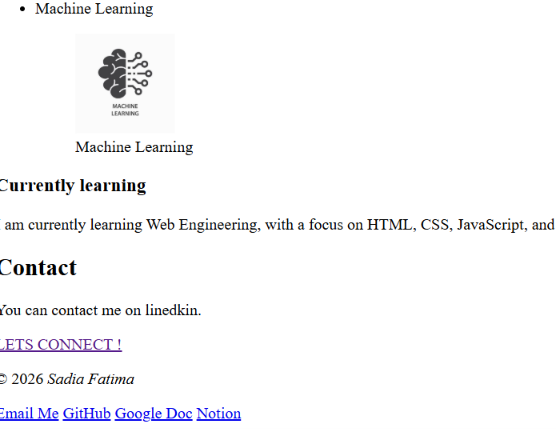 Machine Learning
MACHINE
LEARNING
Machine Learning
Currently learning
I am currently learning Web Engineering, with a focus on HTML, CSS, JavaScript, and
Contact
You can contact me on linedkin.
LETS CONNECT !
© 2026 Sadia Fatima
Email Me GitHub Google Doc Notion